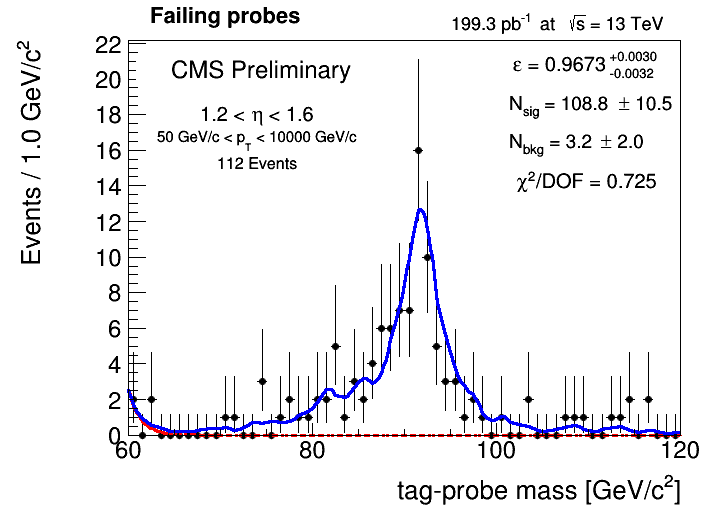 Failing probes
199.3 pb⁻¹ at √s = 13 TeV
CMS Preliminary
1.2 < η < 1.6
50 GeV/c < p_T < 10000 GeV/c
112 Events
ε = 0.9673 +0.0030 -0.0032
N_sig = 108.8 ± 10.5
N_bkg = 3.2 ± 2.0
χ²/DOF = 0.725
Events / 1.0 GeV/c²
22
20
18
16
14
12
10
8
6
4
2
0
60 80 100 120
tag-probe mass [GeV/c²]